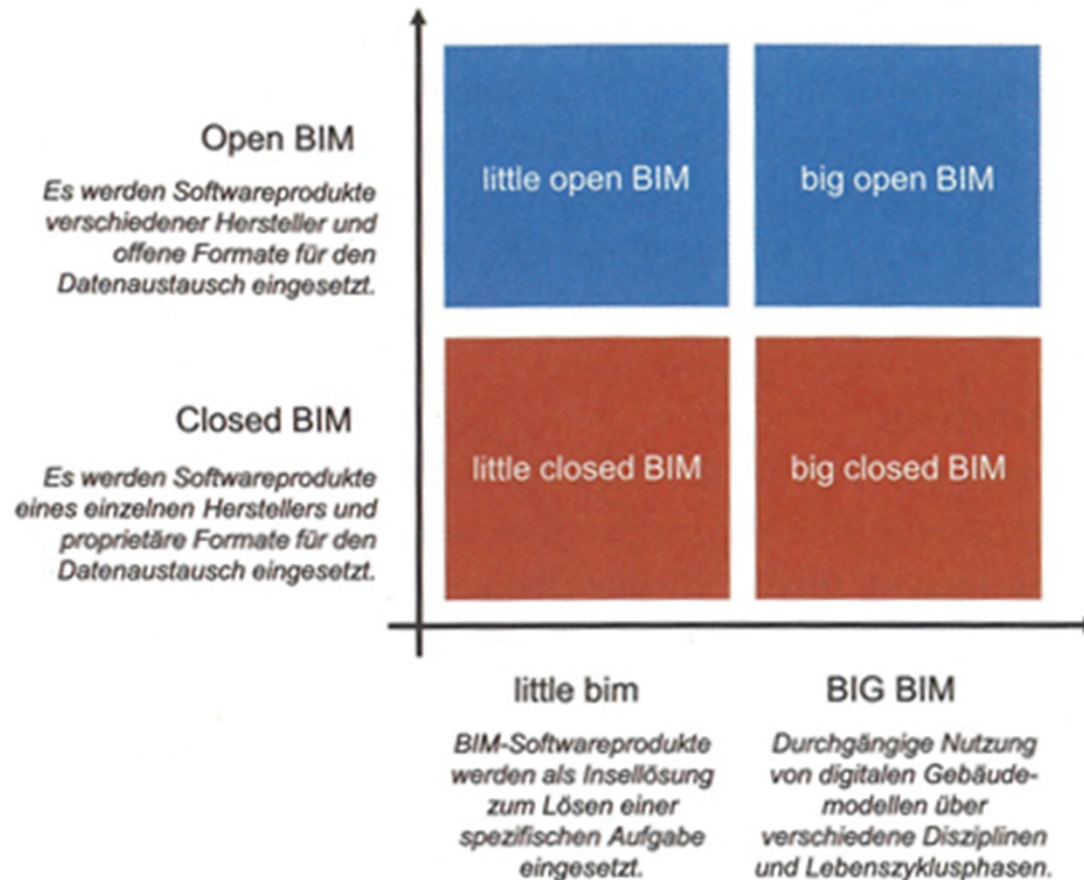 Open BIM
Es werden Softwareprodukte
verschiedener Hersteller und
offene Formate für den
Datenaustausch eingesetzt.
little open BIM
big open BIM
Closed BIM
Es werden Softwareprodukte
eines einzelnen Herstellers und
proprietäre Formate für den
Datenaustausch eingesetzt.
little closed BIM
big closed BIM
little bim
BIM-Softwareprodukte
werden als Insellösung
zum Lösen einer
spezifischen Aufgabe
eingesetzt.
BIG BIM
Durchgängige Nutzung
von digitalen Gebäude-
modellen über
verschiedene Disziplinen
und Lebenszyklusphasen.